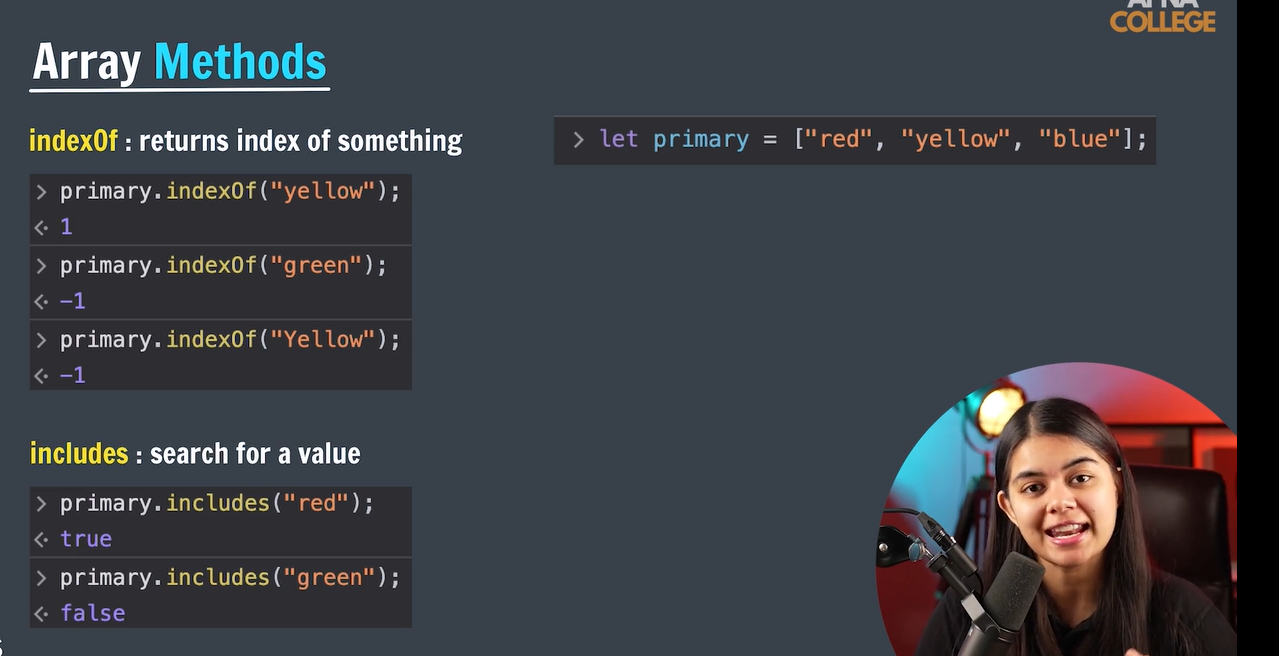 APNA
COLLEGE
Array Methods
indexOf : returns index of something
> let primary = ["red", "yellow", "blue"];
> primary.indexOf("yellow");
<· 1
> primary.indexOf("green");
<· -1
> primary.indexOf("Yellow");
<· -1
includes : search for a value
> primary.includes("red");
<· true
> primary.includes("green");
<· false